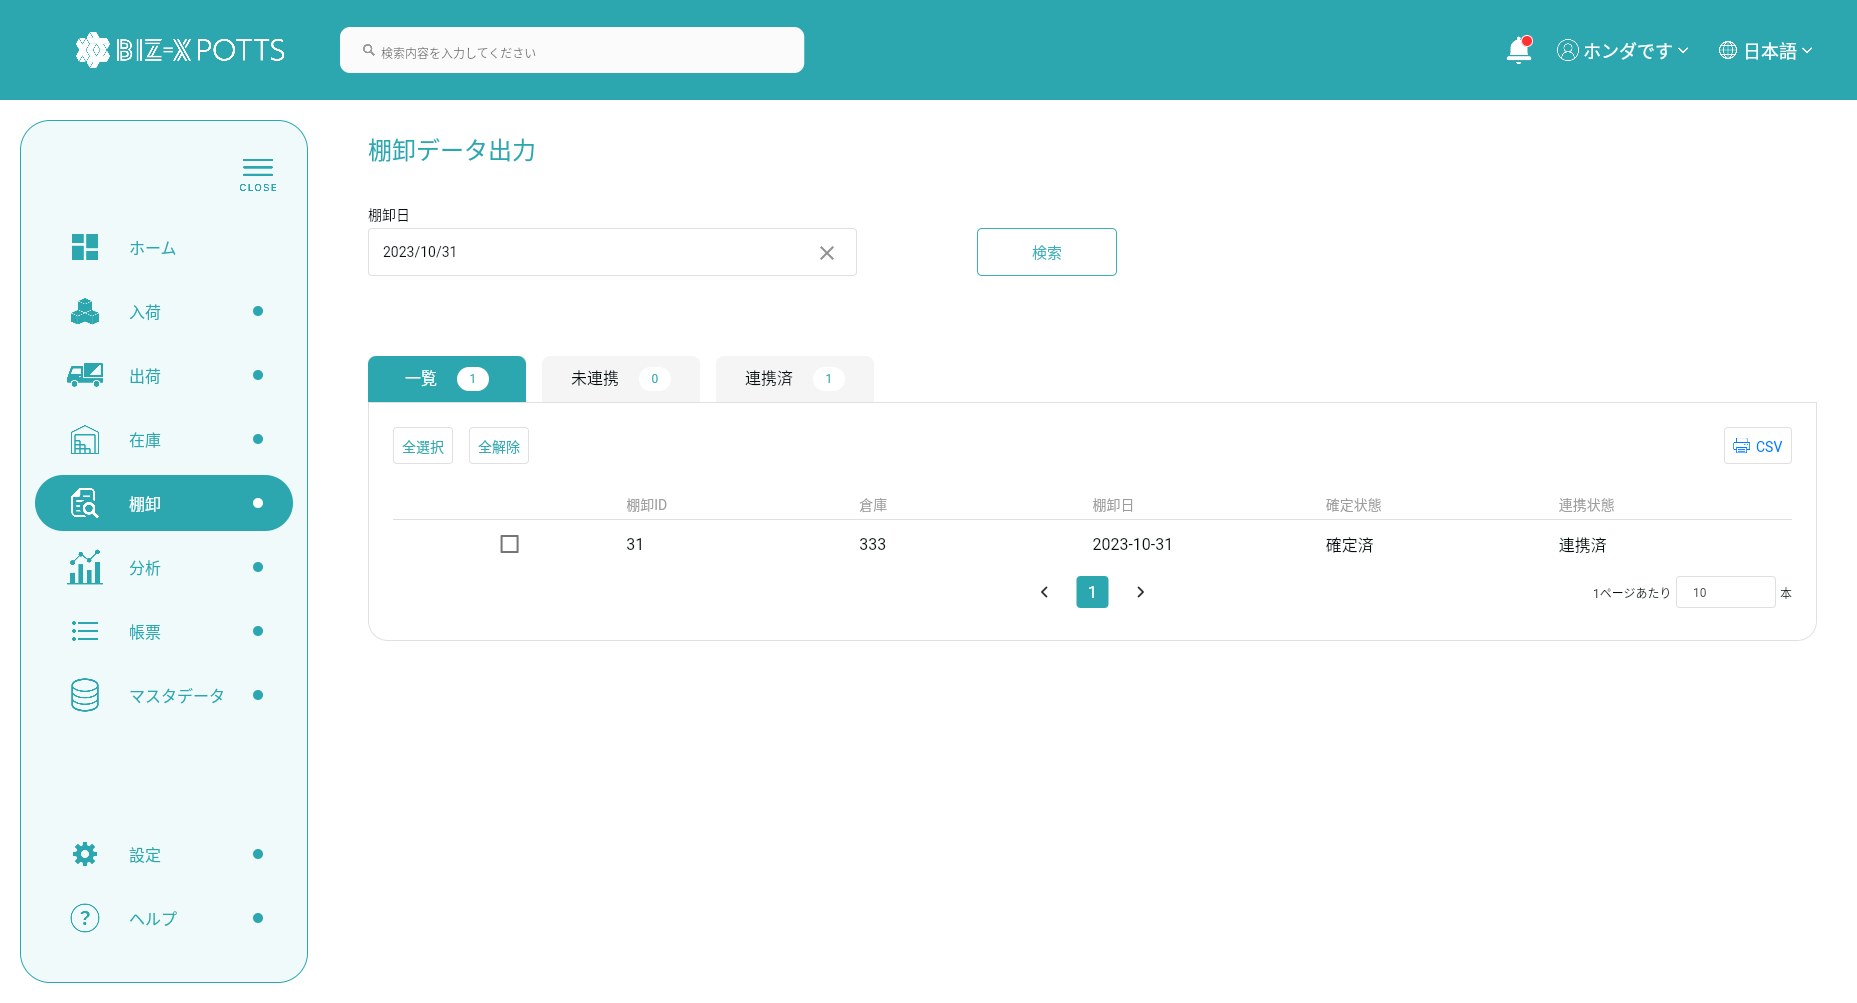 BIZ-X POTTS
検索内容を入力してください
ホンダです
日本語
CLOSE
ホーム
入荷
出荷
在庫
棚卸
分析
帳票
マスタデータ
設定
?
ヘルプ
棚卸データ出力
棚卸日
2023/10/31
検索
一覧 1
未連携 0
連携済 1
全選択 全解除
CSV
棚卸ID 倉庫 棚卸日 確定状態 連携状態
31 333 2023-10-31 確定済 連携済
1
1ページあたり 10 本